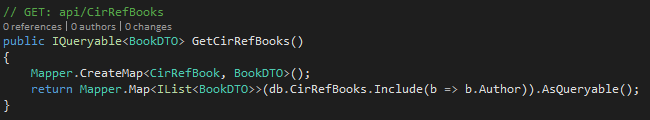 // GET: api/CirRefBooks
0 references | 0 authors | 0 changes
public IQueryable<BookDTO> GetCirRefBooks()
{
Mapper.CreateMap<CirRefBook, BookDTO>();
return Mapper.Map<IList<BookDTO>>(db.CirRefBooks.Include(b => b.Author)).AsQueryable();
}